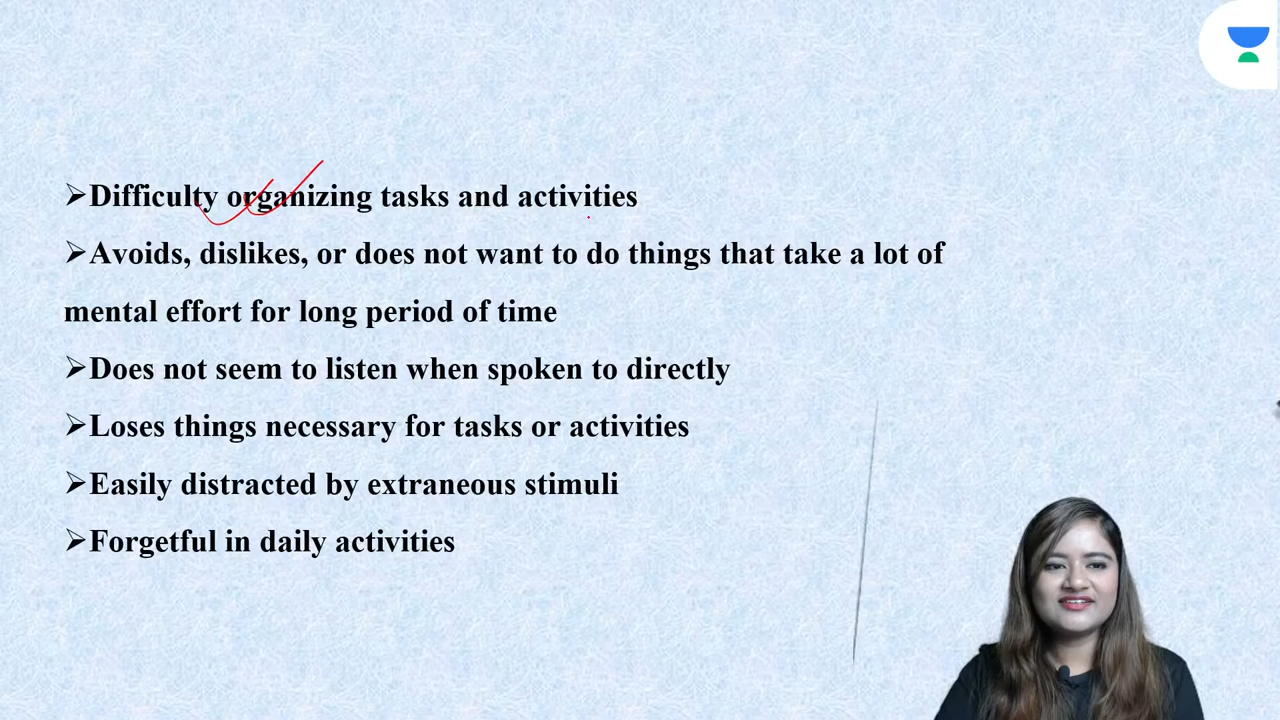 ➢Difficulty organizing tasks and activities
➢Avoids, dislikes, or does not want to do things that take a lot of
mental effort for long period of time
➢Does not seem to listen when spoken to directly
➢Loses things necessary for tasks or activities
➢Easily distracted by extraneous stimuli
➢Forgetful in daily activities